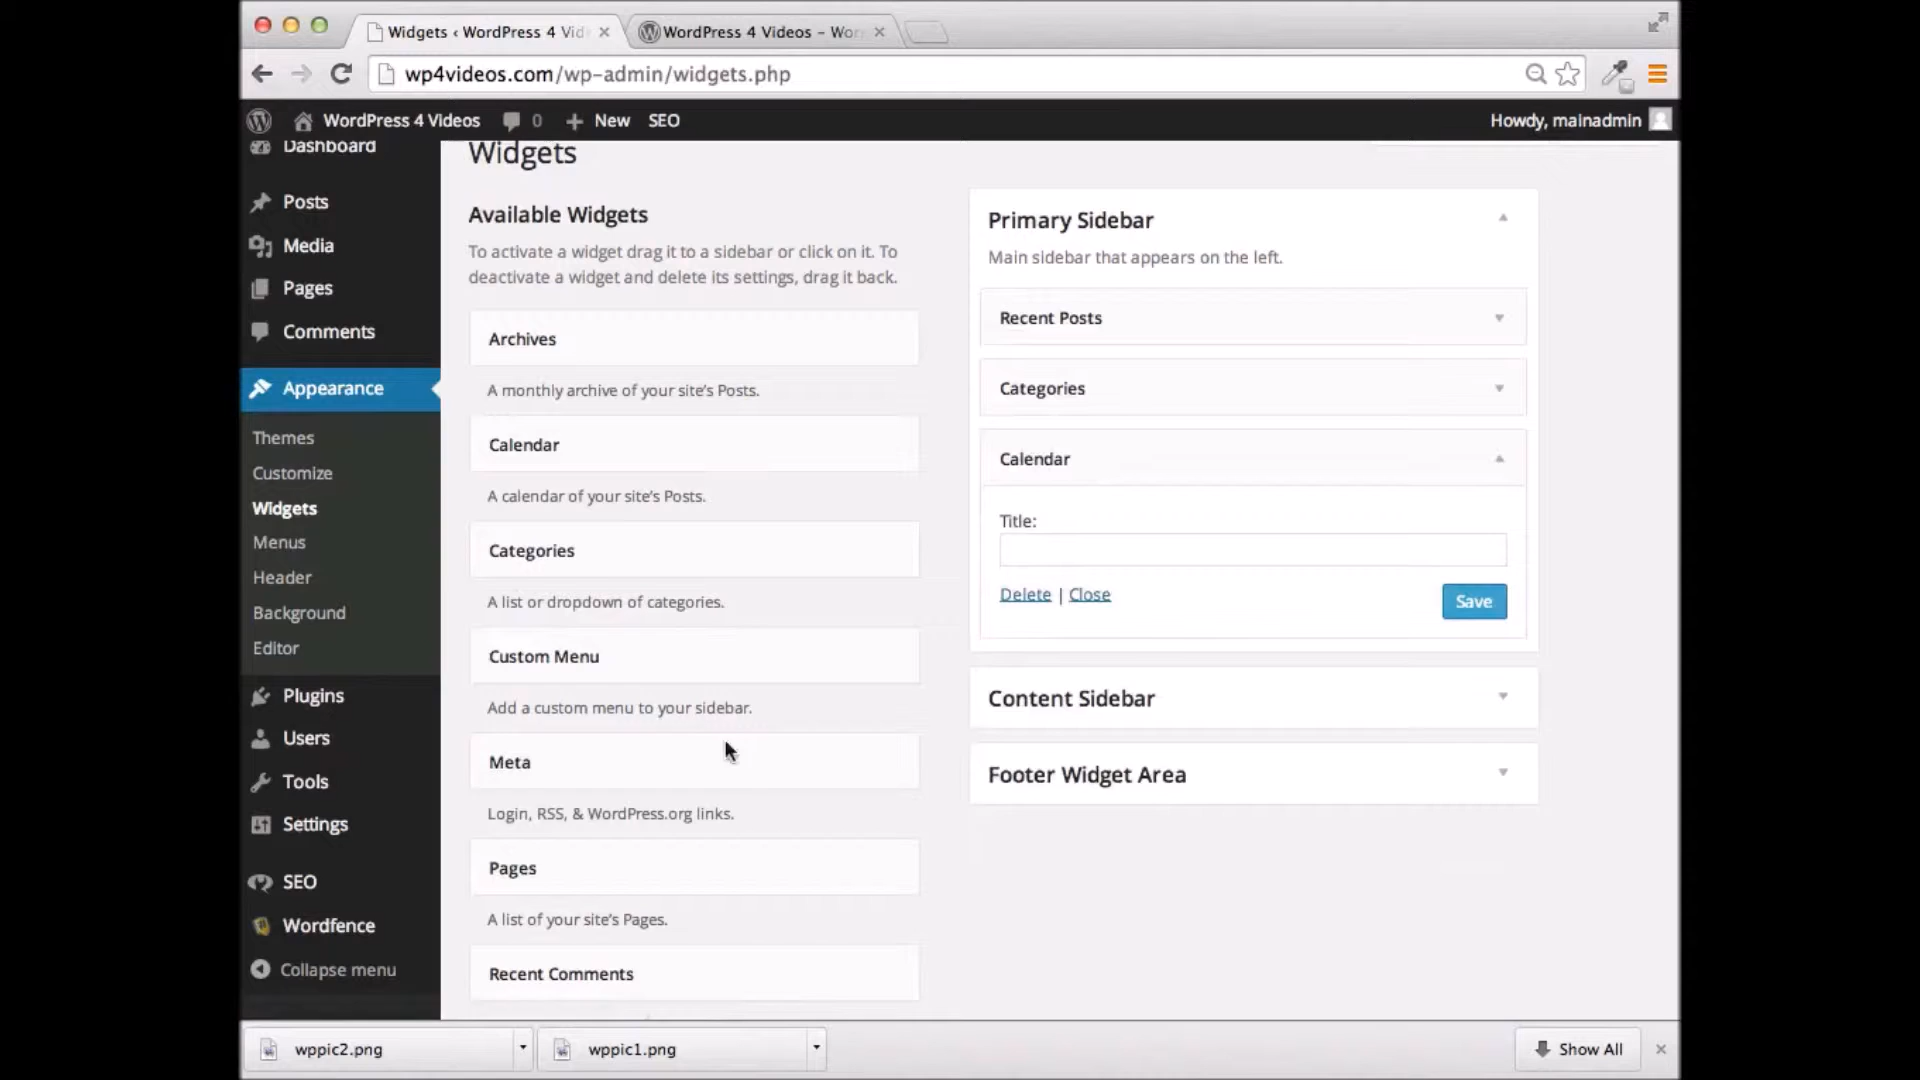 Widgets ‹ WordPress 4 Vid
WordPress 4 Videos – Wor
wp4videos.com/wp-admin/widgets.php
WordPress 4 Videos 0 New SEO
Howdy, mainadmin
Dashboard
Posts
Media
Pages
Comments
Appearance
Themes
Customize
Widgets
Menus
Header
Background
Editor
Plugins
Users
Tools
Settings
SEO
Wordfence
Collapse menu
Widgets
Available Widgets
To activate a widget drag it to a sidebar or click on it. To
deactivate a widget and delete its settings, drag it back.
Archives
A monthly archive of your site's Posts.
Calendar
A calendar of your site's Posts.
Categories
A list or dropdown of categories.
Custom Menu
Add a custom menu to your sidebar.
Meta
Login, RSS, & WordPress.org links.
Pages
A list of your site's Pages.
Recent Comments
Primary Sidebar
Main sidebar that appears on the left.
Recent Posts
Categories
Calendar
Title:
Delete | Close
Save
Content Sidebar
Footer Widget Area
wppic2.png
wppic1.png
Show All